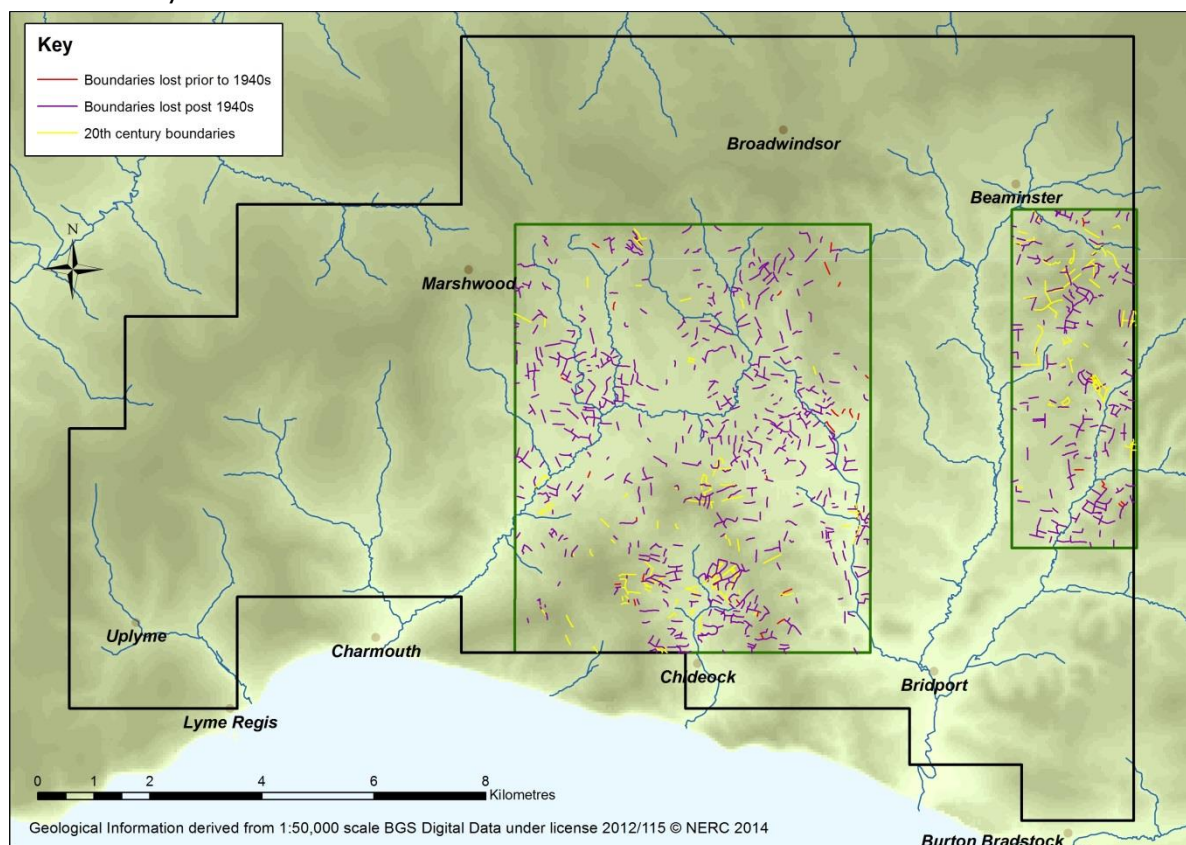 Key
Boundaries lost prior to 1940s
Boundaries lost post 1940s
20th century boundaries
Broadwindsor
Beaminster
N
Marshwood
Uplyme
Charmouth
Chideock
Bridport
Lyme Regis
0 1 2 4 6 8
Kilometres
Geological Information derived from 1:50,000 scale BGS Digital Data under license 2012/115 © NERC 2014
Burton Bradstock